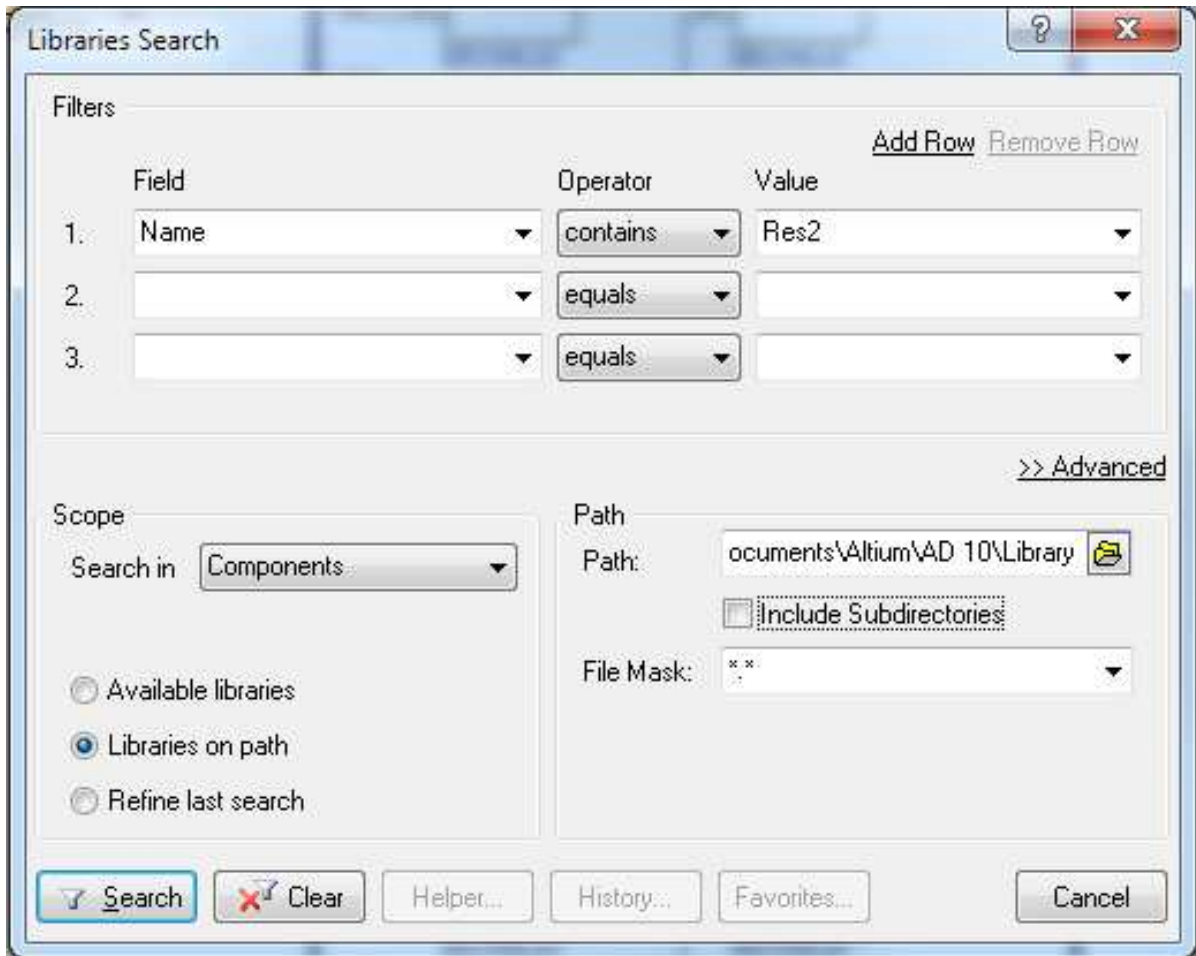 Libraries Search
Filters
Add Row Remove Row
Field Operator Value
1. Name contains Res2
2. equals
3. equals
>> Advanced
Scope
Search in Components
Available libraries
Libraries on path
Refine last search
Path
Path: ocuments\Altium\AD 10\Library
Include Subdirectories
File Mask: *.*
Search Clear Helper... History... Favorites... Cancel